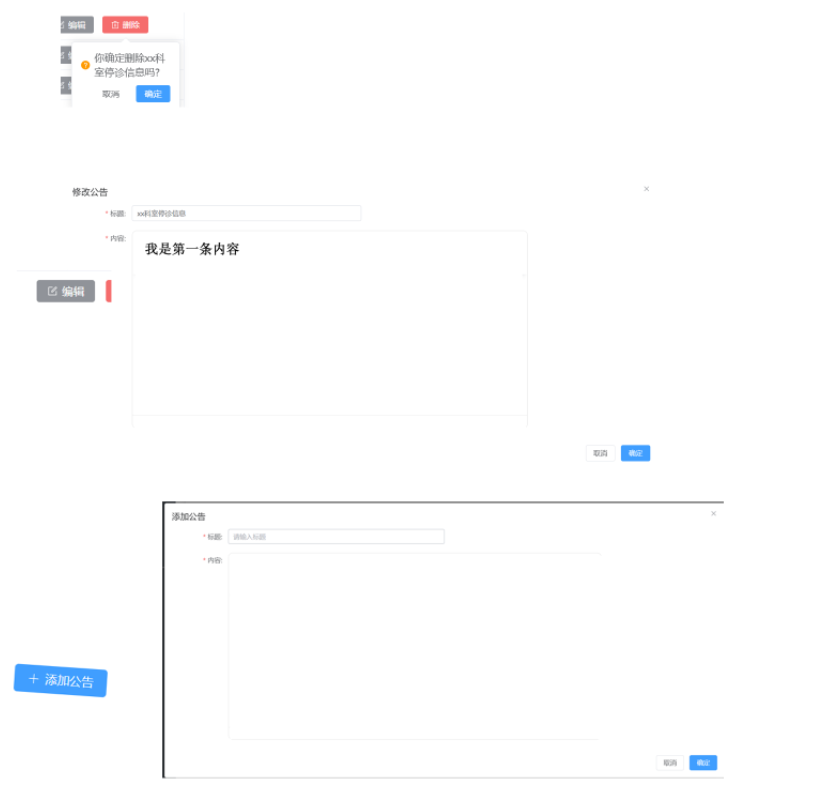 编辑 删除
你确定删除xx科
室停诊信息吗?
取消 确定
修改公告
* 标题: xx科室停诊信息
* 内容:
我是第一条内容
编辑
取消 确定
添加公告
* 标题: 请输入标题
* 内容:
+ 添加公告
取消 确定